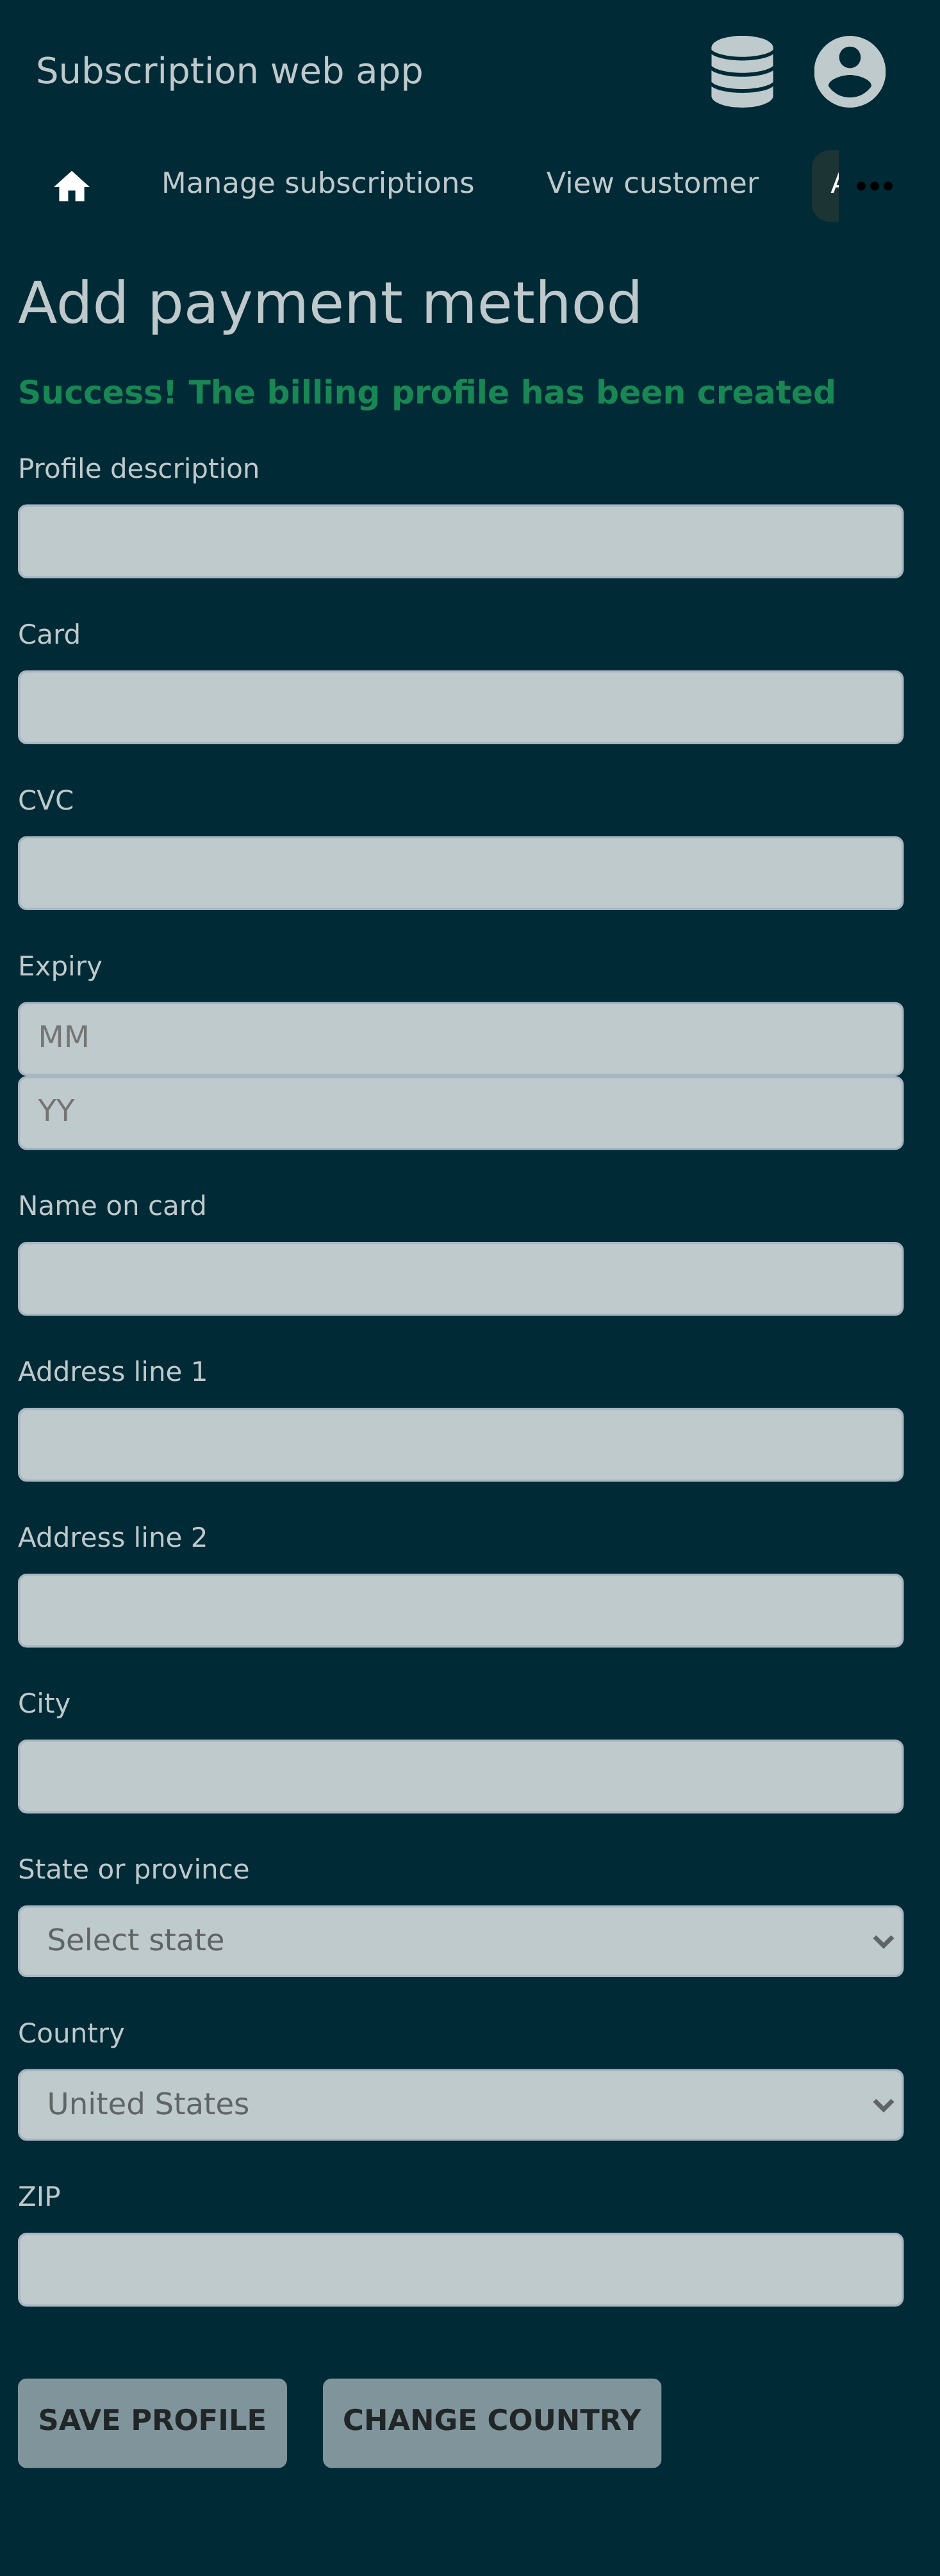 Subscription web app
Manage subscriptions View customer
Add payment method
Success! The billing profile has been created
Profile description
Card
CVC
Expiry
MM
YY
Name on card
Address line 1
Address line 2
City
State or province
Select state
Country
United States
ZIP
SAVE PROFILE CHANGE COUNTRY